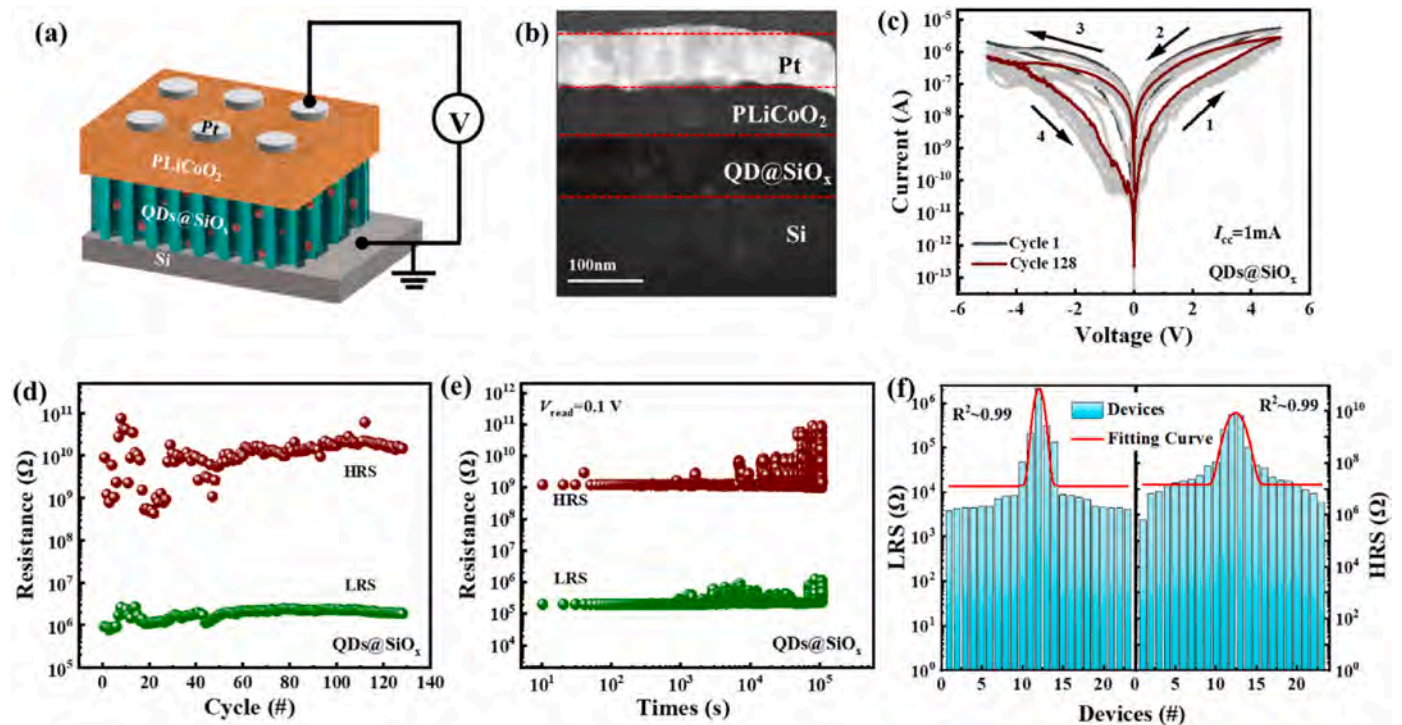 (a)
V
Pt
PLiCoO₂
QDs@SiOₓ
Si
(b)
Pt
PLiCoO₂
QD@SiOₓ
Si
100nm
(c)
Current (A)
10⁻⁵
10⁻⁶
10⁻⁷
10⁻⁸
10⁻⁹
10⁻¹⁰
10⁻¹¹
10⁻¹²
10⁻¹³
3
2
4
1
Cycle 1
Cycle 128
I_cc=1mA
QDs@SiOₓ
-6 -4 -2 0 2 4 6
Voltage (V)
(d)
Resistance (Ω)
10¹¹
10¹⁰
10⁹
10⁸
10⁷
10⁶
10⁵
HRS
LRS
QDs@SiOₓ
0 20 40 60 80 100 120 140
Cycle (#)
(e)
Resistance (Ω)
10¹²
10¹¹
10¹⁰
10⁹
10⁸
10⁷
10⁶
10⁵
10⁴
V_read=0.1 V
HRS
LRS
QDs@SiOₓ
10¹ 10² 10³ 10⁴ 10⁵
Times (s)
(f)
LRS (Ω)
10⁶
10⁵
10⁴
10³
10²
10¹
10⁰
R²~0.99
Devices
Fitting Curve
R²~0.99
10¹⁰
10⁸
10⁶
10⁴
10²
10⁰
HRS (Ω)
0 5 10 15 20 0 5 10 15 20
Devices (#)